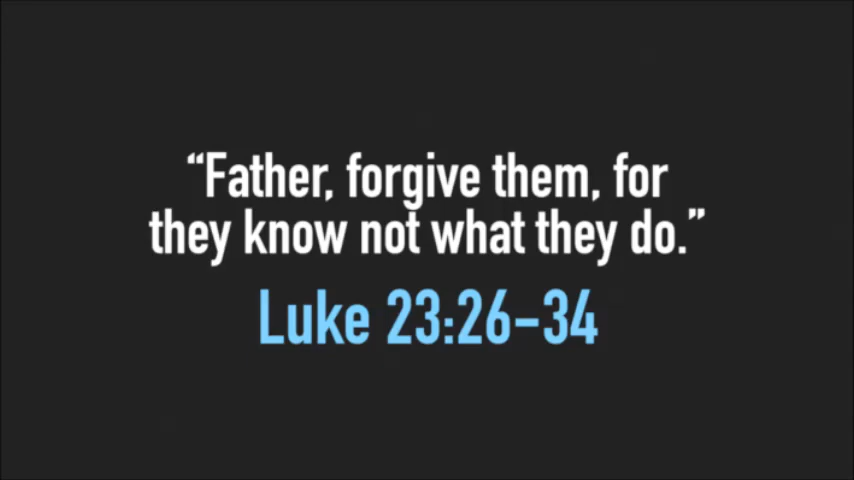 “Father, forgive them, for
they know not what they do.”
Luke 23:26-34